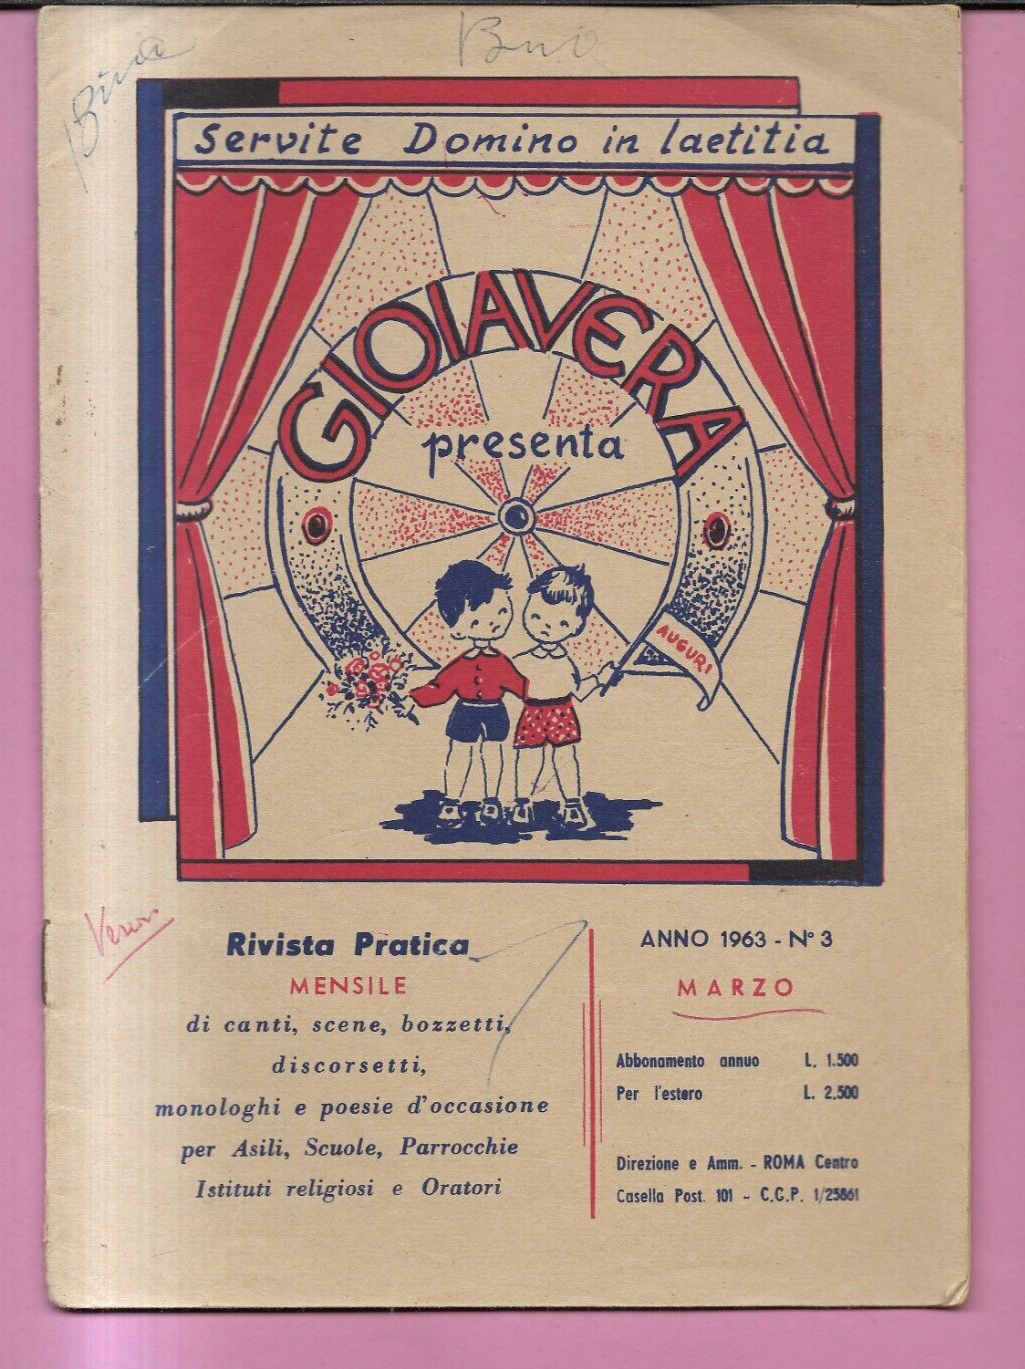 Servite Domino in laetitia
GIOIAVERA
presenta
AUGURI
Rivista Pratica
MENSILE
di canti, scene, bozzetti,
discorsetti,
monologhi e poesie d'occasione
per Asili, Scuole, Parrocchie
Istituti religiosi e Oratori
ANNO 1963 - N° 3
MARZO
Abbonamento annuo L. 1.500
Per l'estero L. 2.500
Direzione e Amm. - ROMA Centro
Casella Post. 101 - C.C.P. 1/25861